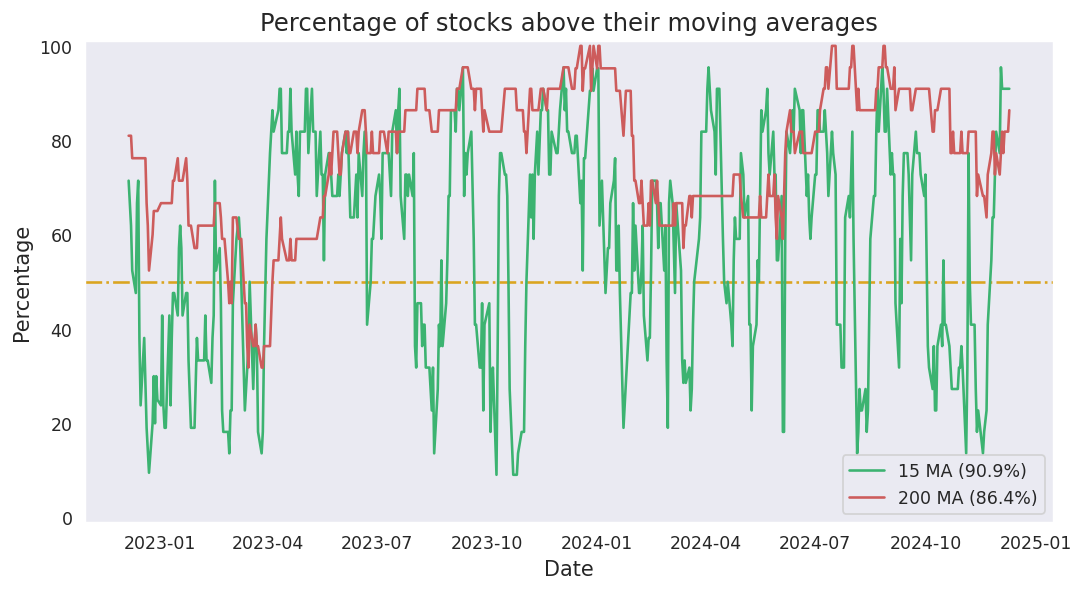 Percentage of stocks above their moving averages
100
80
60
40
20
0
Percentage
15 MA (90.9%)
200 MA (86.4%)
2023-01 2023-04 2023-07 2023-10 2024-01 2024-04 2024-07 2024-10 2025-01
Date